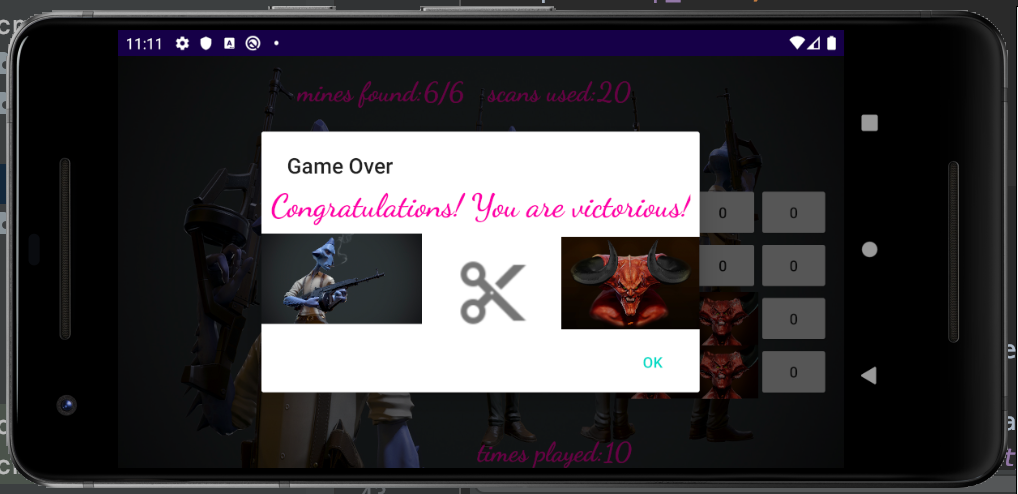 11:11
mines found:6/6 scans used:20
Game Over
Congratulations! You are victorious!
0 0
0 0
0
OK
0
times played:10
43